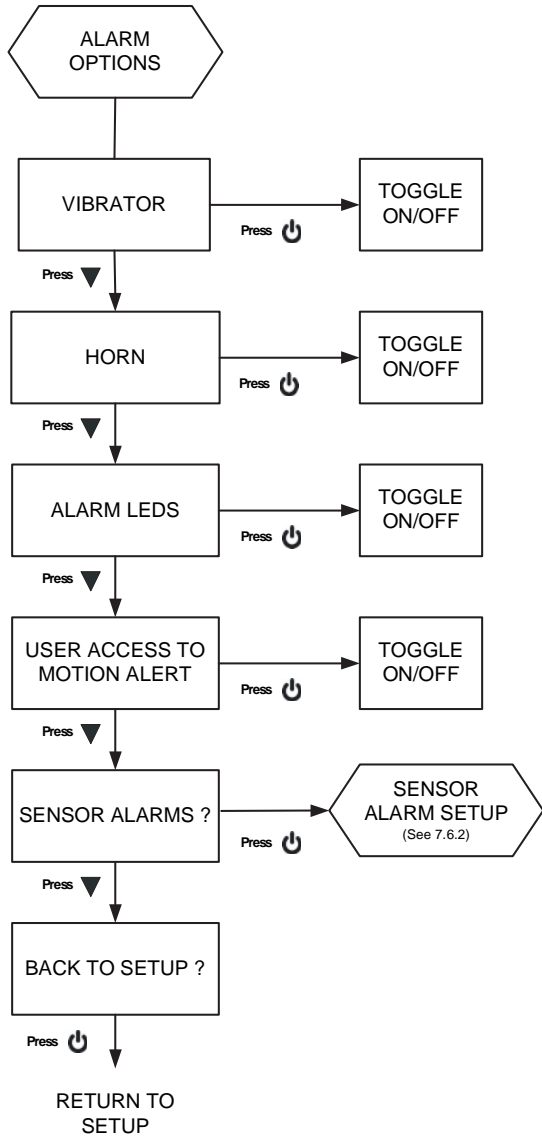 ALARM
OPTIONS
VIBRATOR
Press
TOGGLE
ON/OFF
Press
HORN
Press
TOGGLE
ON/OFF
Press
ALARM LEDS
Press
TOGGLE
ON/OFF
Press
USER ACCESS TO
MOTION ALERT
Press
TOGGLE
ON/OFF
Press
SENSOR ALARMS ?
Press
SENSOR
ALARM SETUP
(See 7.6.2)
Press
BACK TO SETUP ?
Press
RETURN TO
SETUP